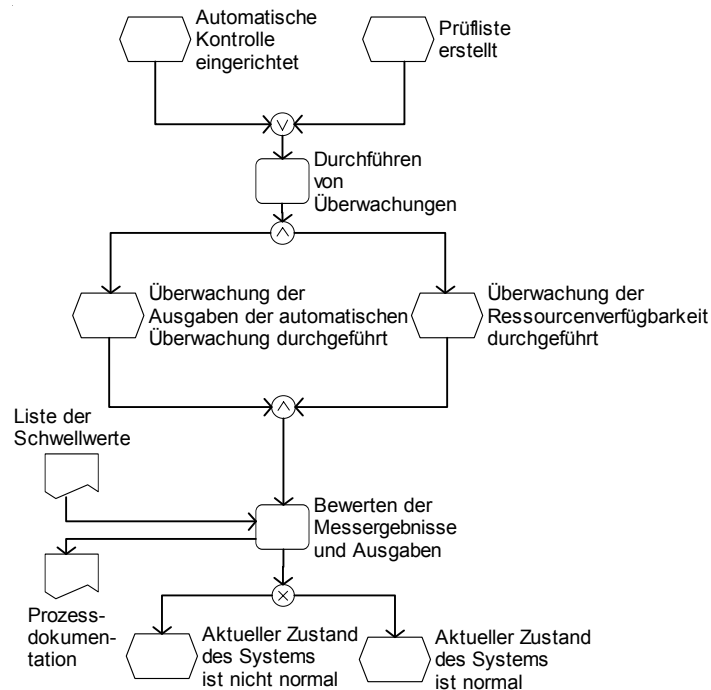 Automatische
Kontrolle
eingerichtet
Prüfliste
erstellt
Durchführen
von
Überwachungen
Überwachung der
Ausgaben der automatischen
Überwachung durchgeführt
Überwachung der
Ressourcenverfügbarkeit
durchgeführt
Liste der
Schwellwerte
Bewerten der
Messergebnisse
und Ausgaben
Prozess-
dokumen-
tation
Aktueller Zustand
des Systems
ist nicht normal
Aktueller Zustand
des Systems
ist normal